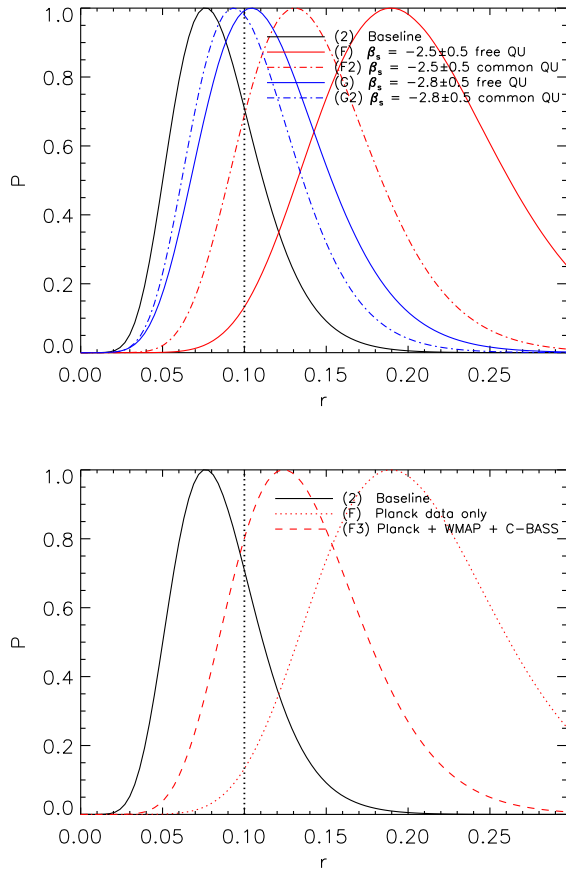 1.0
0.8
0.6
0.4
0.2
0.0
P
(2) Baseline
(F) βs = −2.5±0.5 free QU
(F2) βs = −2.5±0.5 common QU
(G) βs = −2.8±0.5 free QU
(G2) βs = −2.8±0.5 common QU
0.00 0.05 0.10 0.15 0.20 0.25
r
1.0
0.8
0.6
0.4
0.2
0.0
P
(2) Baseline
(F) Planck data only
(F3) Planck + WMAP + C-BASS
0.00 0.05 0.10 0.15 0.20 0.25
r